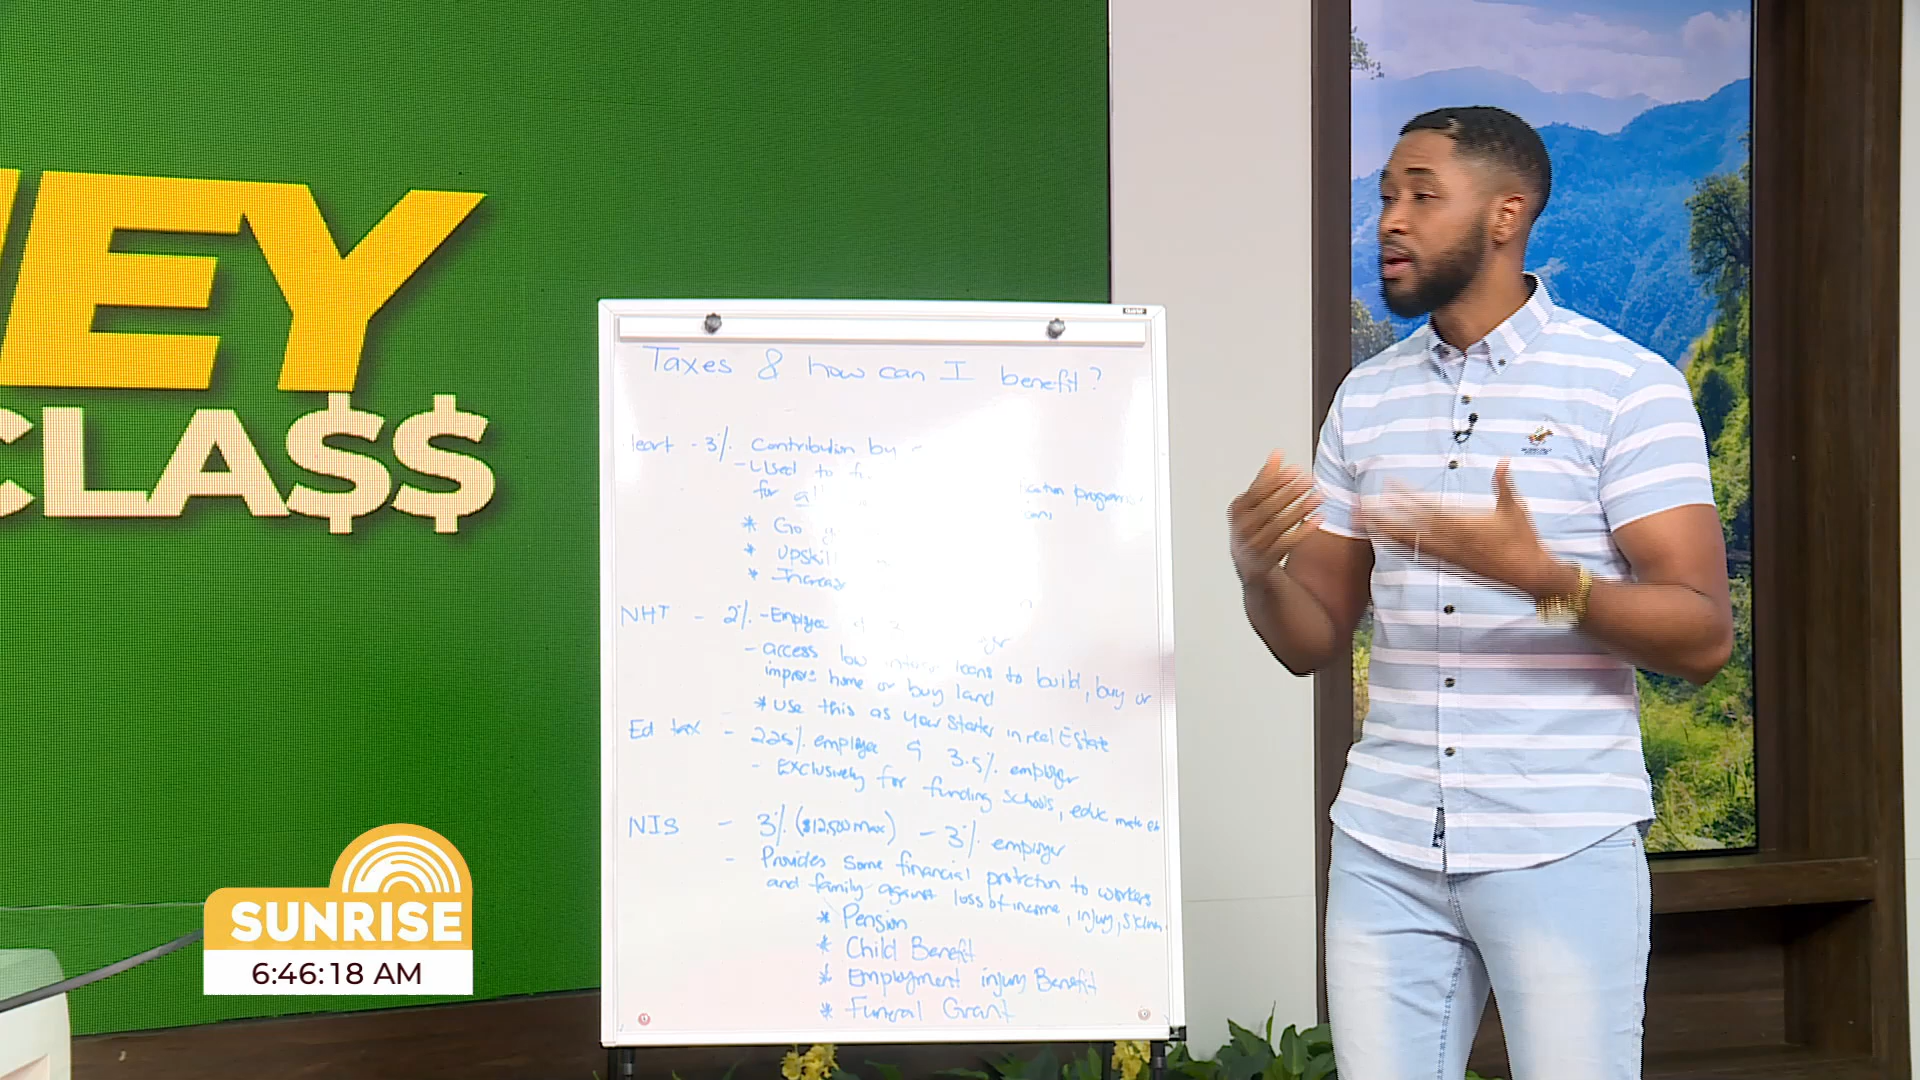 EY
CLA$$
Taxes & how can I benefit?
eart - 3% Contribution by
- Used to
for all
programs
* Go
* Upskill
* Increas
NHT - 2% - Employee &
- access low loans to build, buy or
improve home or buy land
* use this as your starter in real Estate
Ed tax - 2.25% employee & 3.5% employer
- Exclusively for funding schools, educ
NIS - 3% ($12,500 max) - 3% employer
- Provides some financial protection to workers
and family against loss of income, injury,
* Pension
* Child Benefit
* Employment injury Benefit
* Funeral Grant
SUNRISE
6:46:18 AM